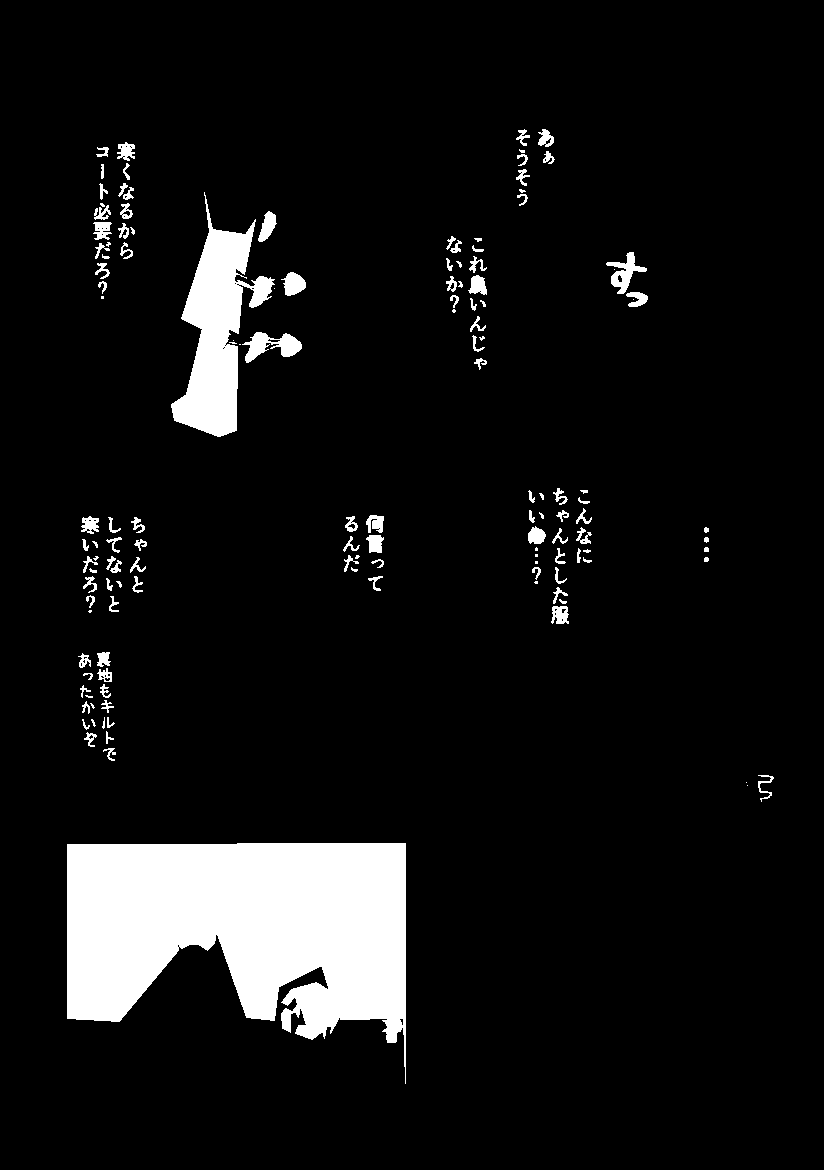 すっ
あぁ
そうそう
これ良いんじゃ
ないか?
寒くなるから
コート必要だろ?
‥‥
こんなに
ちゃんとした服
いい…?
何言って
るんだ
ちゃんと
してないと
寒いだろ?
裏地もキルトで
あったかいぞ